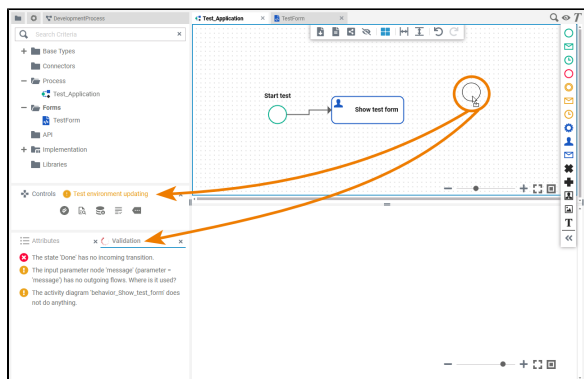 DevelopmentProcess
Test_Application ×
TestForm ×
Search Criteria ×
+ Base Types
Connectors
− Process
Test_Application
− Forms
TestForm
API
+ Implementation
Libraries
Start test
Show test form
T
T
Controls
Test environment updating
Attributes ×
Validation ×
The state 'Done' has no incoming transition.
The input parameter node 'message' (parameter =
'message') has no outgoing flows. Where is it used?
The activity diagram 'behavior_Show_test_form' does
not do anything.